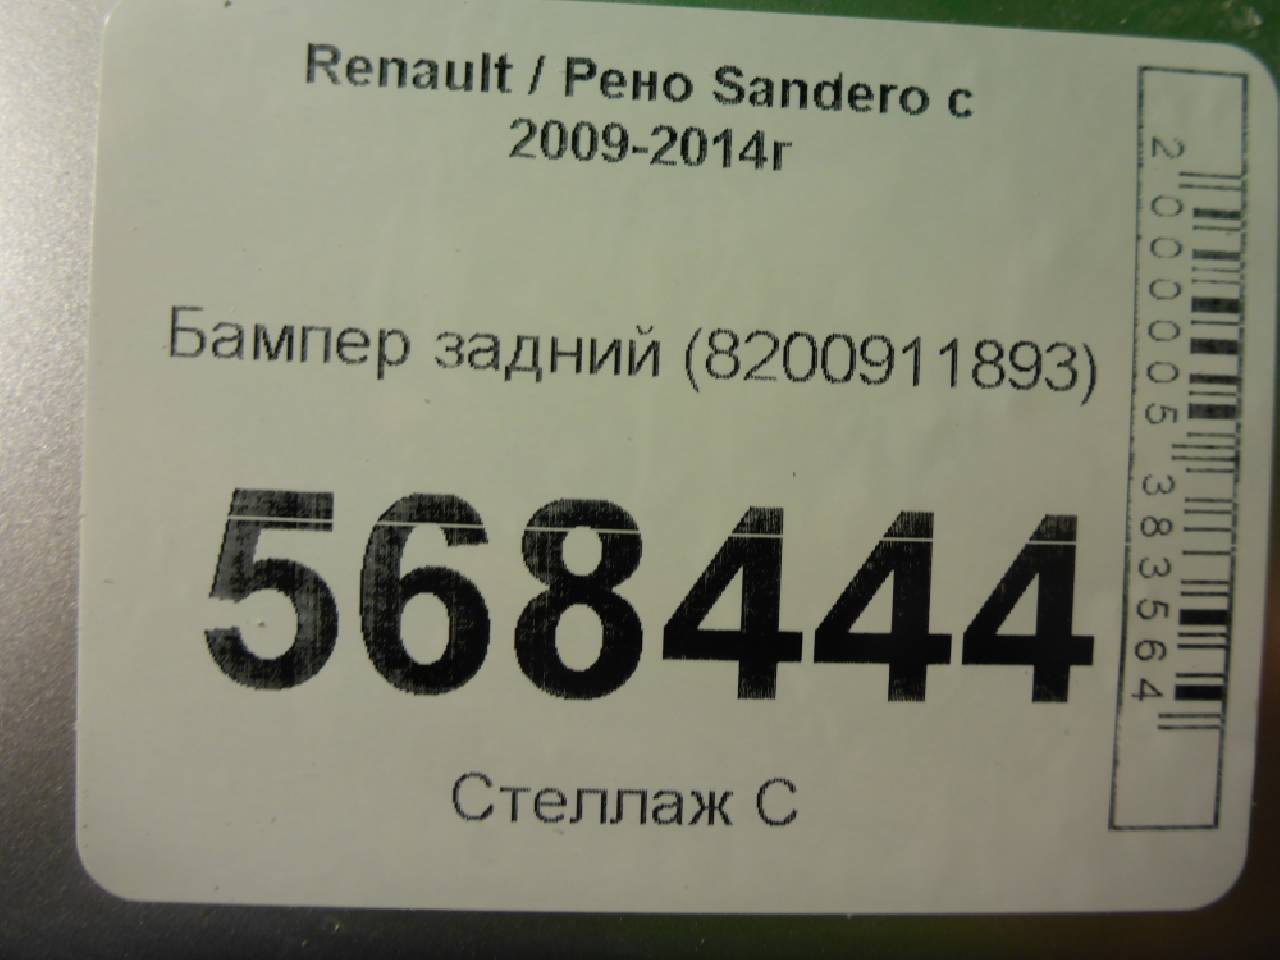 Renault / Рено Sandero с
2009-2014г
Бампер задний (8200911893)
568444
Стеллаж С
2000005383564